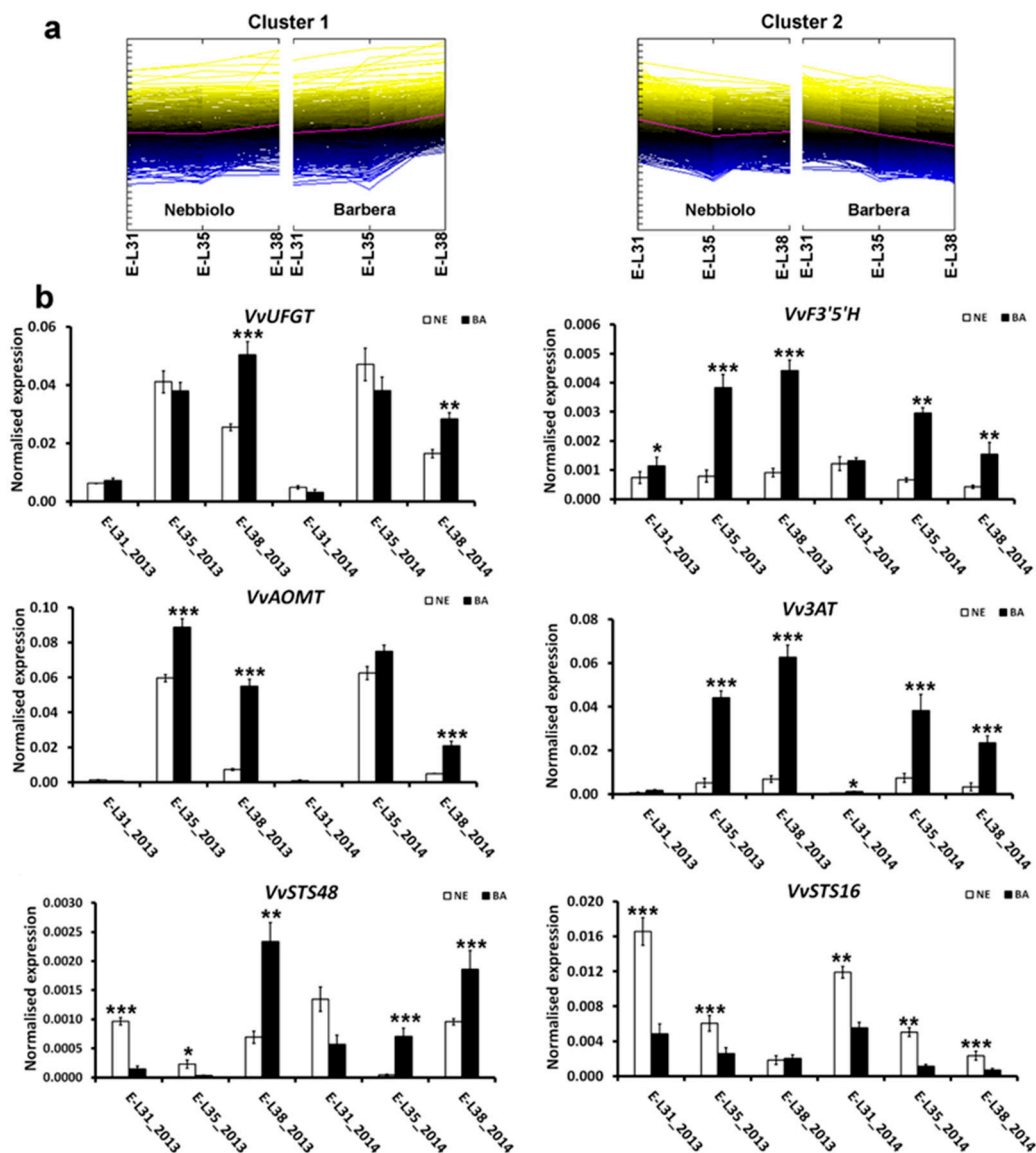 a
Cluster 1
Cluster 2
Nebbiolo
Barbera
Nebbiolo
Barbera
E-L31
E-L35
E-L38
E-L31
E-L35
E-L38
E-L31
E-L35
E-L38
E-L31
E-L35
E-L38
b
VvUFGT
NE BA
Normalised expression
0.06
0.04
0.02
0.00
***
**
E-L31_2013
E-L35_2013
E-L38_2013
E-L31_2014
E-L35_2014
E-L38_2014
VvF3'5'H
NE BA
Normalised expression
0.006
0.005
0.004
0.003
0.002
0.001
0.000
*
***
***
**
**
E-L31_2013
E-L35_2013
E-L38_2013
E-L31_2014
E-L35_2014
E-L38_2014
VvAOMT
NE BA
Normalised expression
0.10
0.08
0.06
0.04
0.02
0.00
***
***
***
E-L31_2013
E-L35_2013
E-L38_2013
E-L31_2014
E-L35_2014
E-L38_2014
Vv3AT
NE BA
Normalised expression
0.08
0.06
0.04
0.02
0.00
***
***
*
***
***
E-L31_2013
E-L35_2013
E-L38_2013
E-L31_2014
E-L35_2014
E-L38_2014
VvSTS48
NE BA
Normalised expression
0.0030
0.0025
0.0020
0.0015
0.0010
0.0005
0.0000
***
*
**
***
***
E-L31_2013
E-L35_2013
E-L38_2013
E-L31_2014
E-L35_2014
E-L38_2014
VvSTS16
NE BA
Normalised expression
0.020
0.016
0.012
0.008
0.004
0.000
***
***
**
**
***
E-L31_2013
E-L35_2013
E-L38_2013
E-L31_2014
E-L35_2014
E-L38_2014